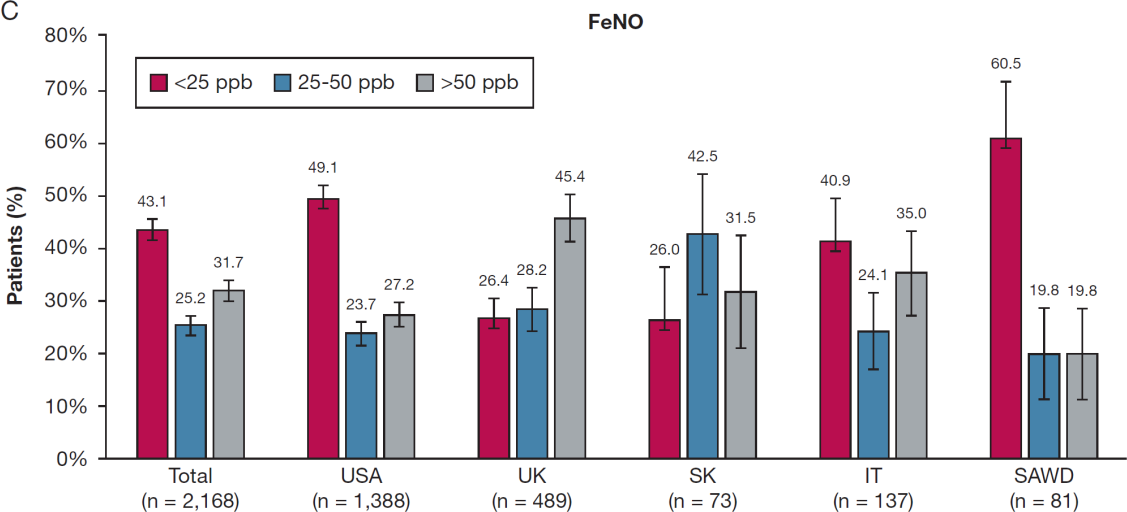 C
FeNO
Patients (%)
80%
70%
60%
50%
40%
30%
20%
10%
0%
<25 ppb
25-50 ppb
>50 ppb
43.1
25.2
31.7
49.1
23.7
27.2
26.4
28.2
45.4
26.0
42.5
31.5
40.9
24.1
35.0
60.5
19.8
19.8
Total
(n = 2,168)
USA
(n = 1,388)
UK
(n = 489)
SK
(n = 73)
IT
(n = 137)
SAWD
(n = 81)